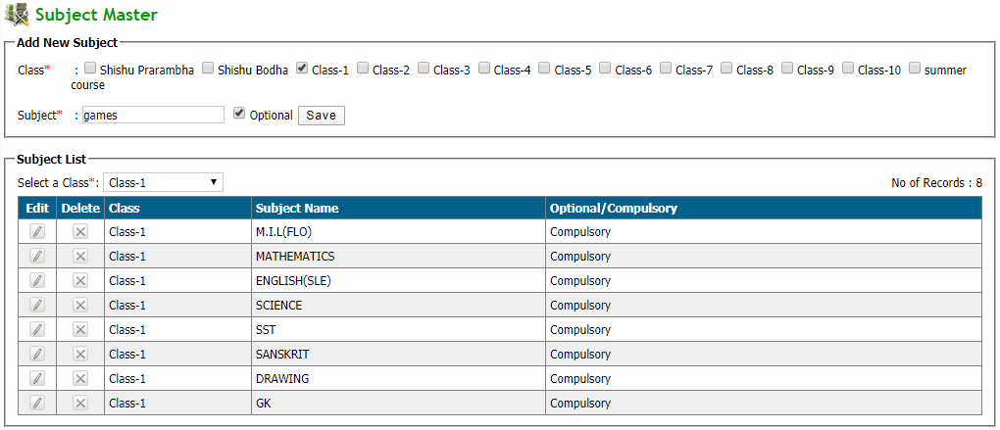 Subject Master
Add New Subject
Class* : Shishu Prarambha Shishu Bodha Class-1 Class-2 Class-3 Class-4 Class-5 Class-6 Class-7 Class-8 Class-9 Class-10 summer
course
Subject* : games Optional Save
Subject List
Select a Class*: Class-1 No of Records : 8
Edit Delete Class Subject Name Optional/Compulsory
Class-1 M.I.L(FLO) Compulsory
Class-1 MATHEMATICS Compulsory
Class-1 ENGLISH(SLE) Compulsory
Class-1 SCIENCE Compulsory
Class-1 SST Compulsory
Class-1 SANSKRIT Compulsory
Class-1 DRAWING Compulsory
Class-1 GK Compulsory